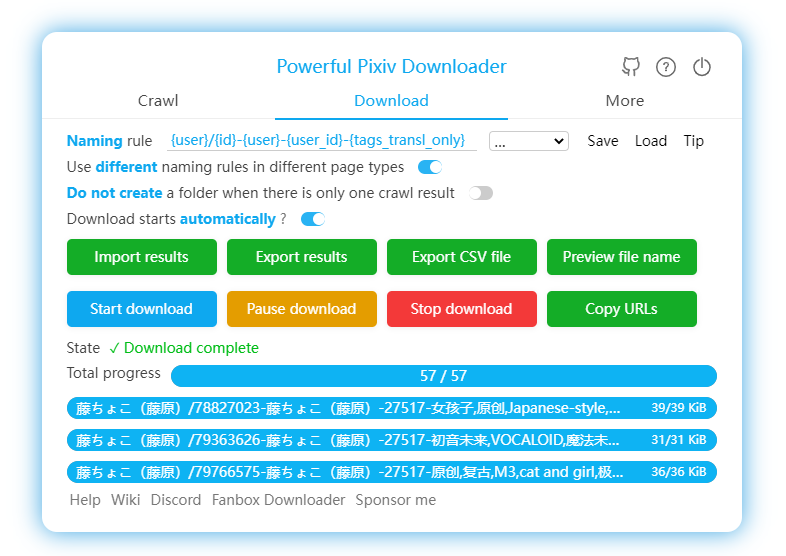 Powerful Pixiv Downloader
Crawl Download More
Naming rule {user}/{id}-{user}-{user_id}-{tags_transl_only} ... Save Load Tip
Use different naming rules in different page types
Do not create a folder when there is only one crawl result
Download starts automatically ?
Import results Export results Export CSV file Preview file name
Start download Pause download Stop download Copy URLs
State ✓ Download complete
Total progress 57 / 57
藤ちょこ（藤原）/78827023-藤ちょこ（藤原）-27517-女孩子,原创,Japanese-style,... 39/39 KiB
藤ちょこ（藤原）/79363626-藤ちょこ（藤原）-27517-初音未来,VOCALOID,魔法未... 31/31 KiB
藤ちょこ（藤原）/79766575-藤ちょこ（藤原）-27517-原创,复古,M3,cat and girl,极... 36/36 KiB
Help Wiki Discord Fanbox Downloader Sponsor me